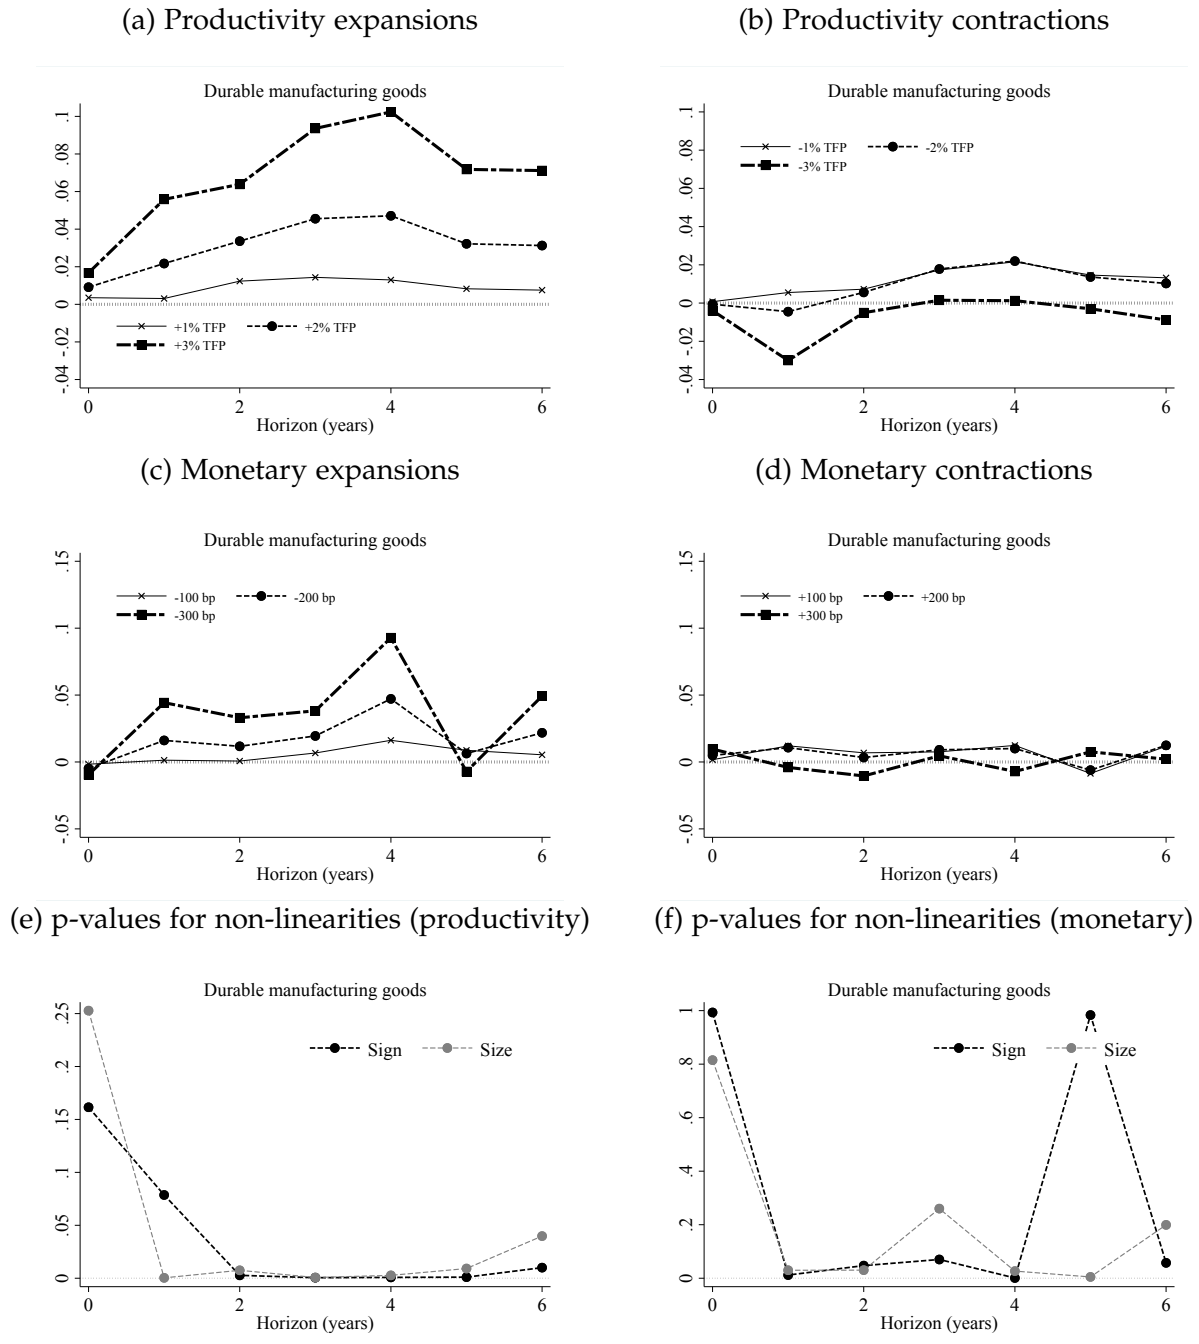 (a) Productivity expansions
Durable manufacturing goods
.1
.08
.06
.04
.02
0
-.02
-.04
+1% TFP
+2% TFP
+3% TFP
0
2
4
6
Horizon (years)
(b) Productivity contractions
Durable manufacturing goods
.1
.08
.06
.04
.02
0
-.02
-.04
-1% TFP
-2% TFP
-3% TFP
0
2
4
6
Horizon (years)
(c) Monetary expansions
Durable manufacturing goods
.15
.1
.05
0
-.05
-100 bp
-200 bp
-300 bp
0
2
4
6
Horizon (years)
(d) Monetary contractions
Durable manufacturing goods
.15
.1
.05
0
-.05
+100 bp
+200 bp
+300 bp
0
2
4
6
Horizon (years)
(e) p-values for non-linearities (productivity)
Durable manufacturing goods
.25
.2
.15
.1
.05
0
Sign
Size
0
2
4
6
Horizon (years)
(f) p-values for non-linearities (monetary)
Durable manufacturing goods
1
.8
.6
.4
.2
0
Sign
Size
0
2
4
6
Horizon (years)